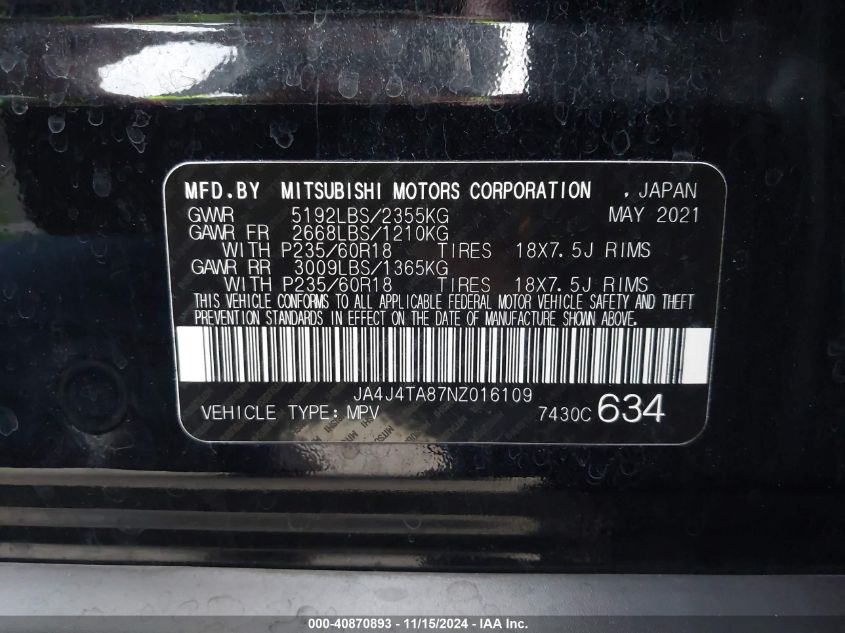 MFD.BY MITSUBISHI MOTORS CORPORATION , JAPAN
GVWR 5192LBS/2355KG MAY 2021
GAWR FR 2668LBS/1210KG
WITH P235/60R18 TIRES 18X7.5J RIMS
GAWR RR 3009LBS/1365KG
WITH P235/60R18 TIRES 18X7.5J RIMS
THIS VEHICLE CONFORMS TO ALL APPLICABLE FEDERAL MOTOR VEHICLE SAFETY AND THEFT
PREVENTION STANDARDS IN EFFECT ON THE DATE OF MANUFACTURE SHOWN ABOVE.
JA4J4TA87NZ016109
VEHICLE TYPE: MPV 7430C 634
000-40870893 - 11/15/2024 - IAA Inc.